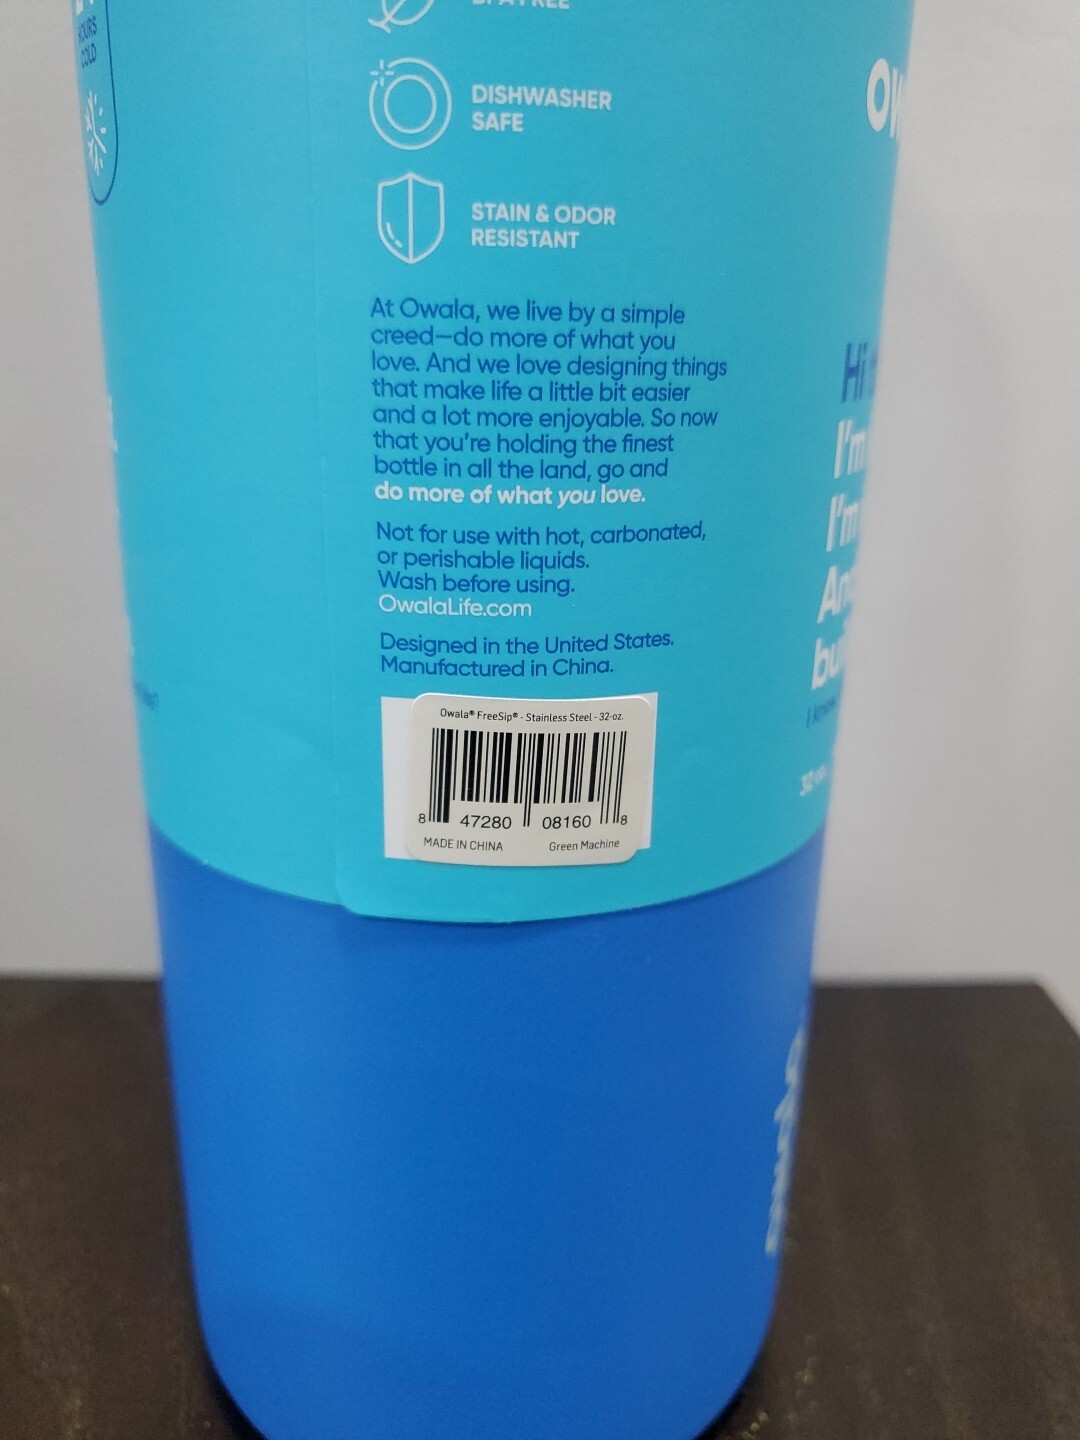 HOURS
COLD
DISHWASHER
SAFE
STAIN & ODOR
RESISTANT
At Owala, we live by a simple
creed—do more of what you
love. And we love designing things
that make life a little bit easier
and a lot more enjoyable. So now
that you're holding the finest
bottle in all the land, go and
do more of what you love.
Not for use with hot, carbonated,
or perishable liquids.
Wash before using.
OwalaLife.com
Designed in the United States.
Manufactured in China.
Owala® FreeSip® - Stainless Steel - 32-oz.
8 47280 08160 8
MADE IN CHINA Green Machine
Hi
I'm
I'm